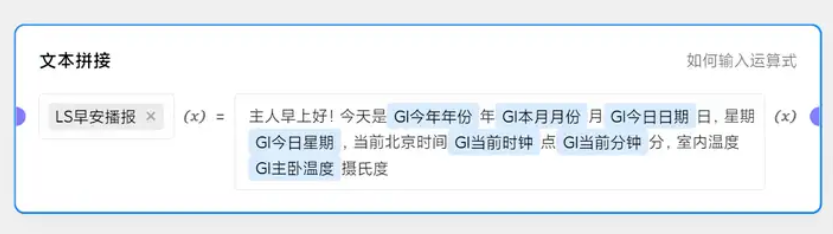 文本拼接
如何输入运算式
LS早安播报 × (x) = 主人早上好! 今天是 GI今年年份 年 GI本月月份 月 GI今日日期 日, 星期 (x)
GI今日星期 , 当前北京时间 GI当前时钟 点 GI当前分钟 分, 室内温度
GI主卧温度 摄氏度